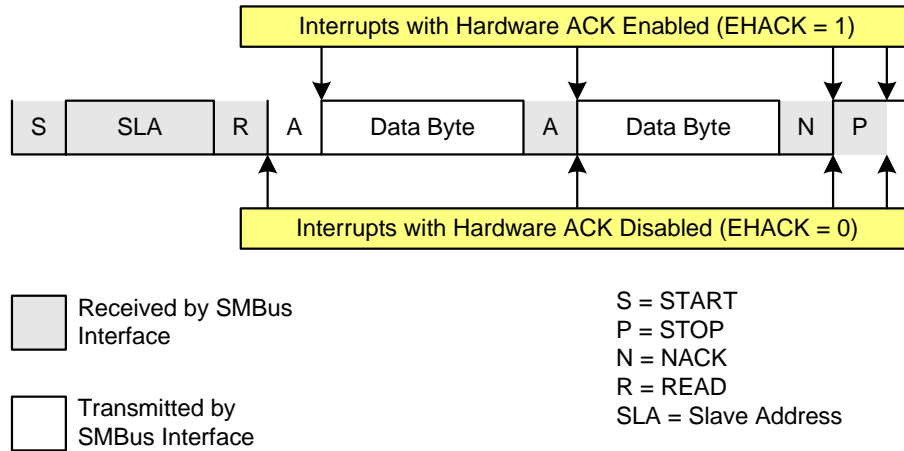 Interrupts with Hardware ACK Enabled (EHACK = 1)
S SLA R A Data Byte A Data Byte N P
Interrupts with Hardware ACK Disabled (EHACK = 0)
Received by SMBus
Interface
Transmitted by
SMBus Interface
S = START
P = STOP
N = NACK
R = READ
SLA = Slave Address